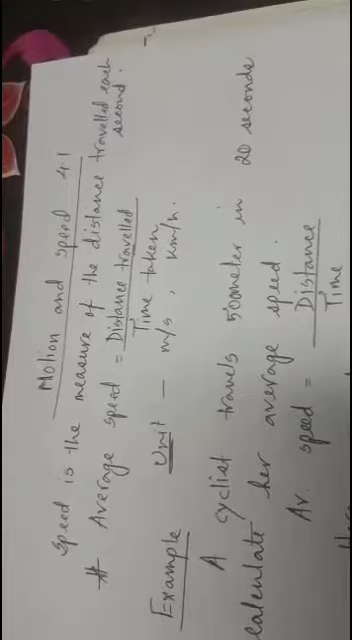 Motion and speed 4.1
Speed is the measure of the distance travelled each
second.
# Average speed = Distance travelled
Time taken
Unit — m/s, km/h.
Example
A cyclist travels 500meter in 20 seconds
calculate her average speed.
Av. speed = Distance
Time